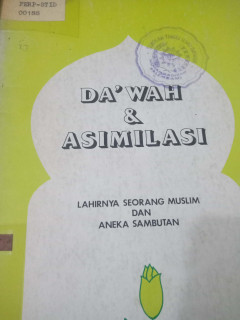 DA'WAH
&
ASIMILASI
LAHIRNYA SEORANG MUSLIM
DAN
ANEKA SAMBUTAN